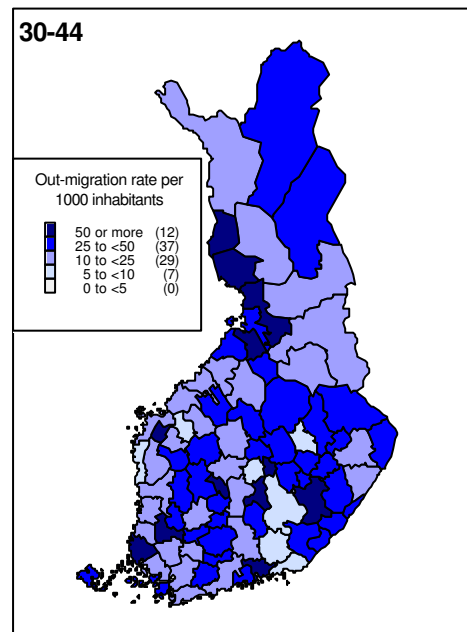 30-44
Out-migration rate per
1000 inhabitants
50 or more (12)
25 to <50 (37)
10 to <25 (29)
5 to <10 (7)
0 to <5 (0)